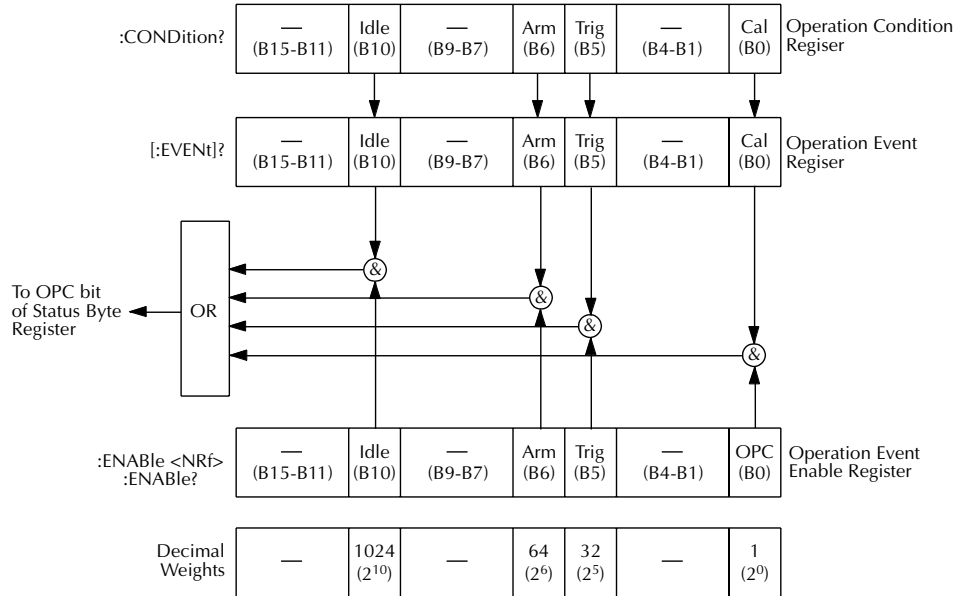 :CONDition?
— (B15-B11)
Idle (B10)
— (B9-B7)
Arm (B6)
Trig (B5)
— (B4-B1)
Cal (B0)
Operation Condition
Regiser
[:EVENt]?
— (B15-B11)
Idle (B10)
— (B9-B7)
Arm (B6)
Trig (B5)
— (B4-B1)
Cal (B0)
Operation Event
Regiser
&
&
&
&
OR
To OPC bit
of Status Byte
Register
:ENABle <NRf>
:ENABle?
— (B15-B11)
Idle (B10)
— (B9-B7)
Arm (B6)
Trig (B5)
— (B4-B1)
OPC (B0)
Operation Event
Enable Register
Decimal
Weights
—
1024 (2¹⁰)
—
64 (2⁶)
32 (2⁵)
—
1 (2⁰)